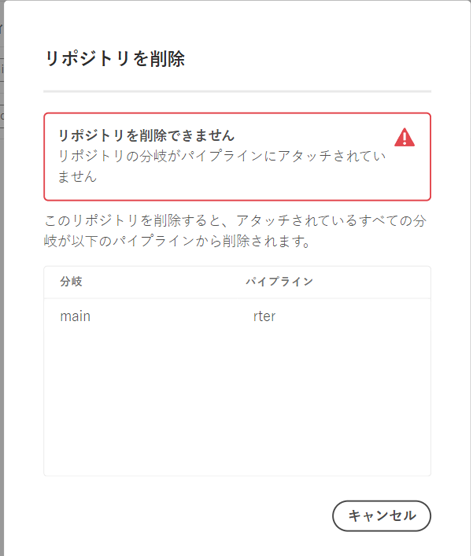 リポジトリを削除
リポジトリを削除できません
リポジトリの分岐がパイプラインにアタッチされてい
ません
このリポジトリを削除すると、アタッチされているすべての分
岐が以下のパイプラインから削除されます。
分岐 パイプライン
main rter
キャンセル